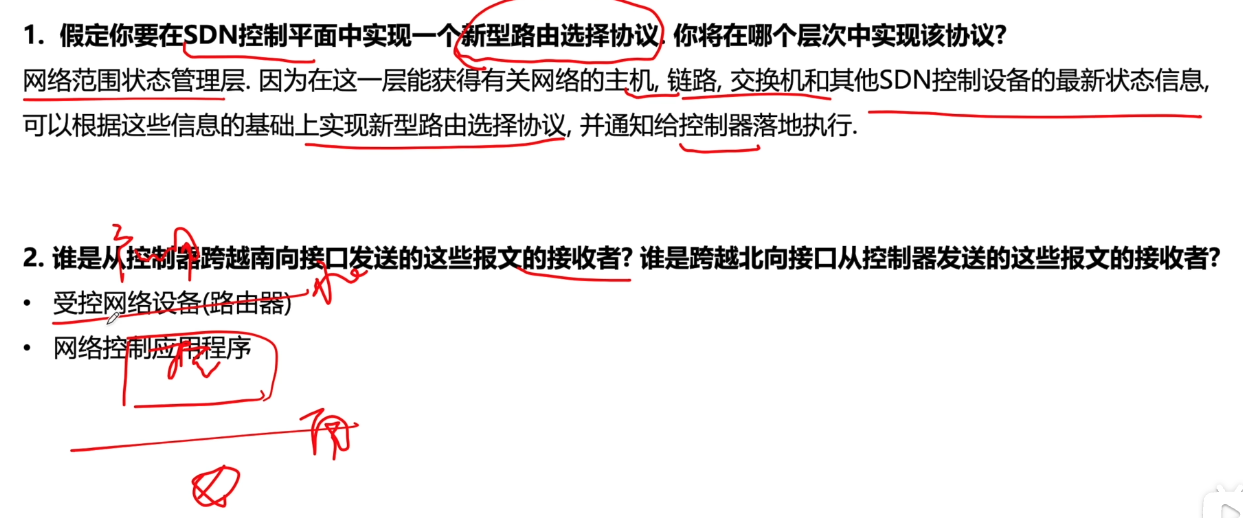 1. 假定你要在SDN控制平面中实现一个新型路由选择协议. 你将在哪个层次中实现该协议?
网络范围状态管理层. 因为在这一层能获得有关网络的主机, 链路, 交换机和其他SDN控制设备的最新状态信息,
可以根据这些信息的基础上实现新型路由选择协议, 并通知给控制器落地执行.
2. 谁是从控制器跨越南向接口发送的这些报文的接收者? 谁是跨越北向接口从控制器发送的这些报文的接收者?
• 受控网络设备(路由器)
• 网络控制应用程序